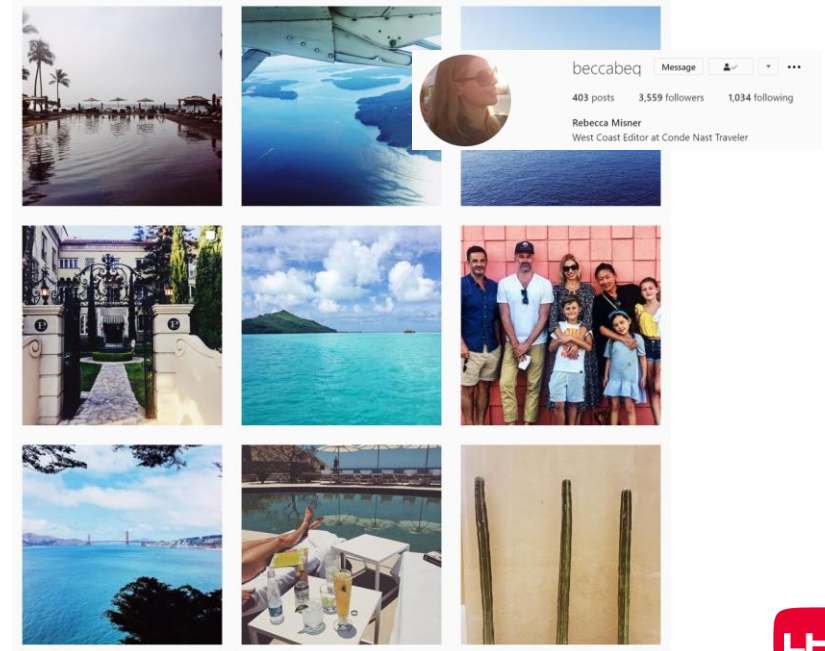 beccabeq Message
403 posts 3,559 followers 1,034 following
Rebecca Misner
West Coast Editor at Conde Nast Traveler
P P